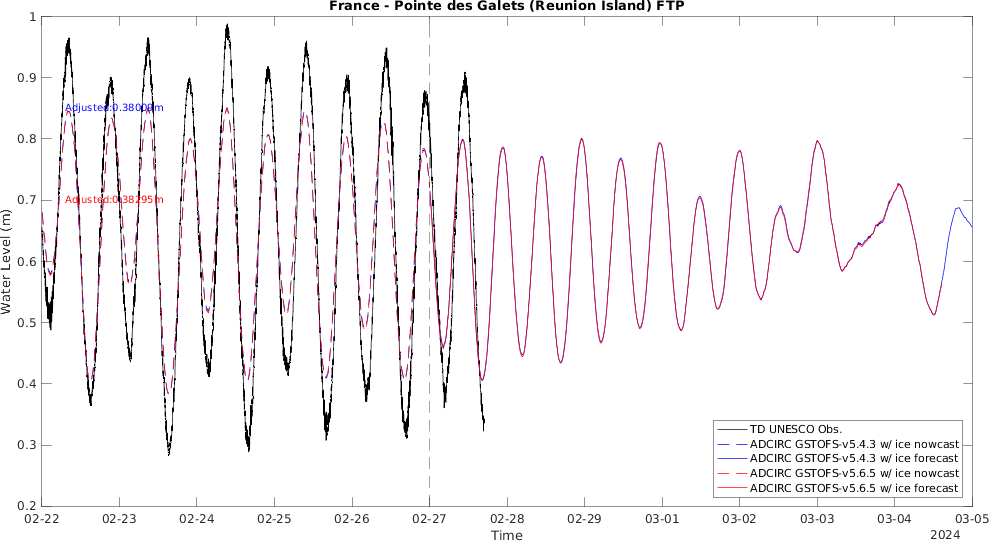 France - Pointe des Galets (Reunion Island) FTP
1
0.9
0.8
0.7
0.6
0.5
0.4
0.3
0.2
Water Level (m)
Adjusted:0.38009m
Adjusted:0.38295m
TD UNESCO Obs.
ADCIRC GSTOFS-v5.4.3 w/ ice nowcast
ADCIRC GSTOFS-v5.4.3 w/ ice forecast
ADCIRC GSTOFS-v5.6.5 w/ ice nowcast
ADCIRC GSTOFS-v5.6.5 w/ ice forecast
02-22 02-23 02-24 02-25 02-26 02-27 02-28 02-29 03-01 03-02 03-03 03-04 03-05
Time
2024